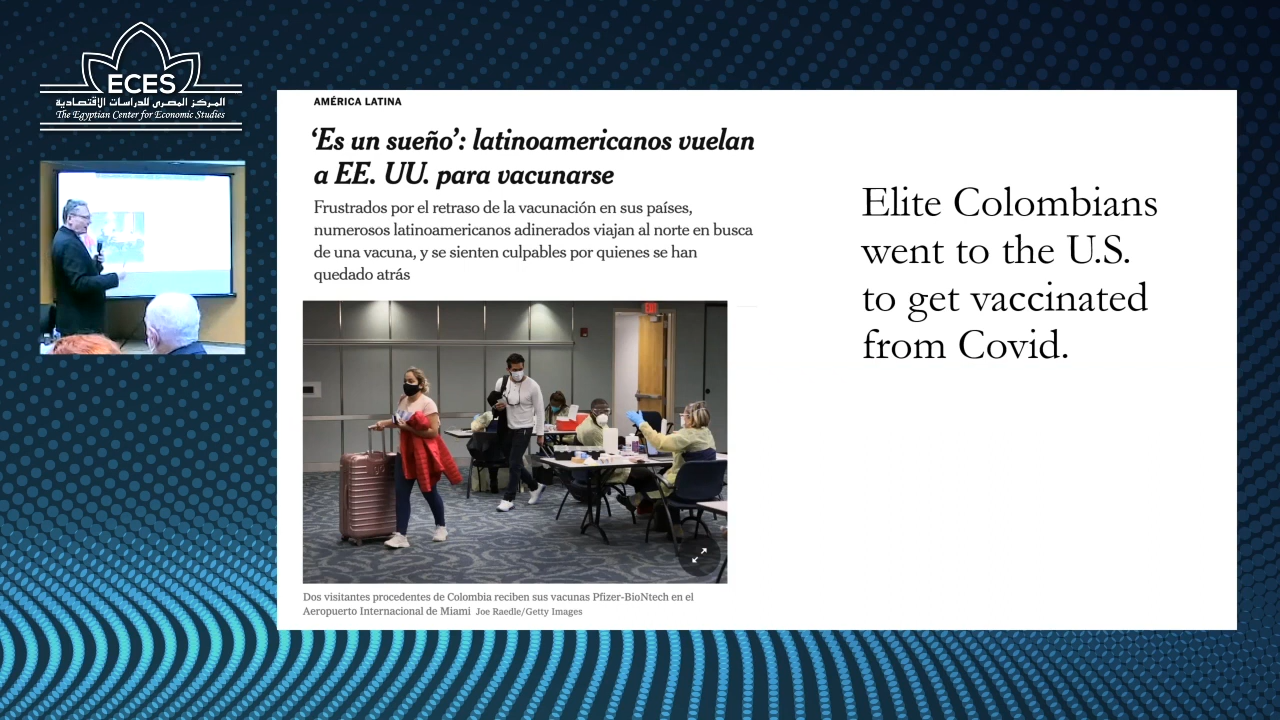 ECES
المركز المصرى للدراسات الاقتصادية
The Egyptian Center for Economic Studies
AMÉRICA LATINA
‘Es un sueño’: latinoamericanos vuelan
a EE. UU. para vacunarse
Frustrados por el retraso de la vacunación en sus países,
numerosos latinoamericanos adinerados viajan al norte en busca
de una vacuna, y se sienten culpables por quienes se han
quedado atrás
EXIT
Dos visitantes procedentes de Colombia reciben sus vacunas Pfizer-BioNtech en el
Aeropuerto Internacional de Miami Joe Raedle/Getty Images
Elite Colombians
went to the U.S.
to get vaccinated
from Covid.